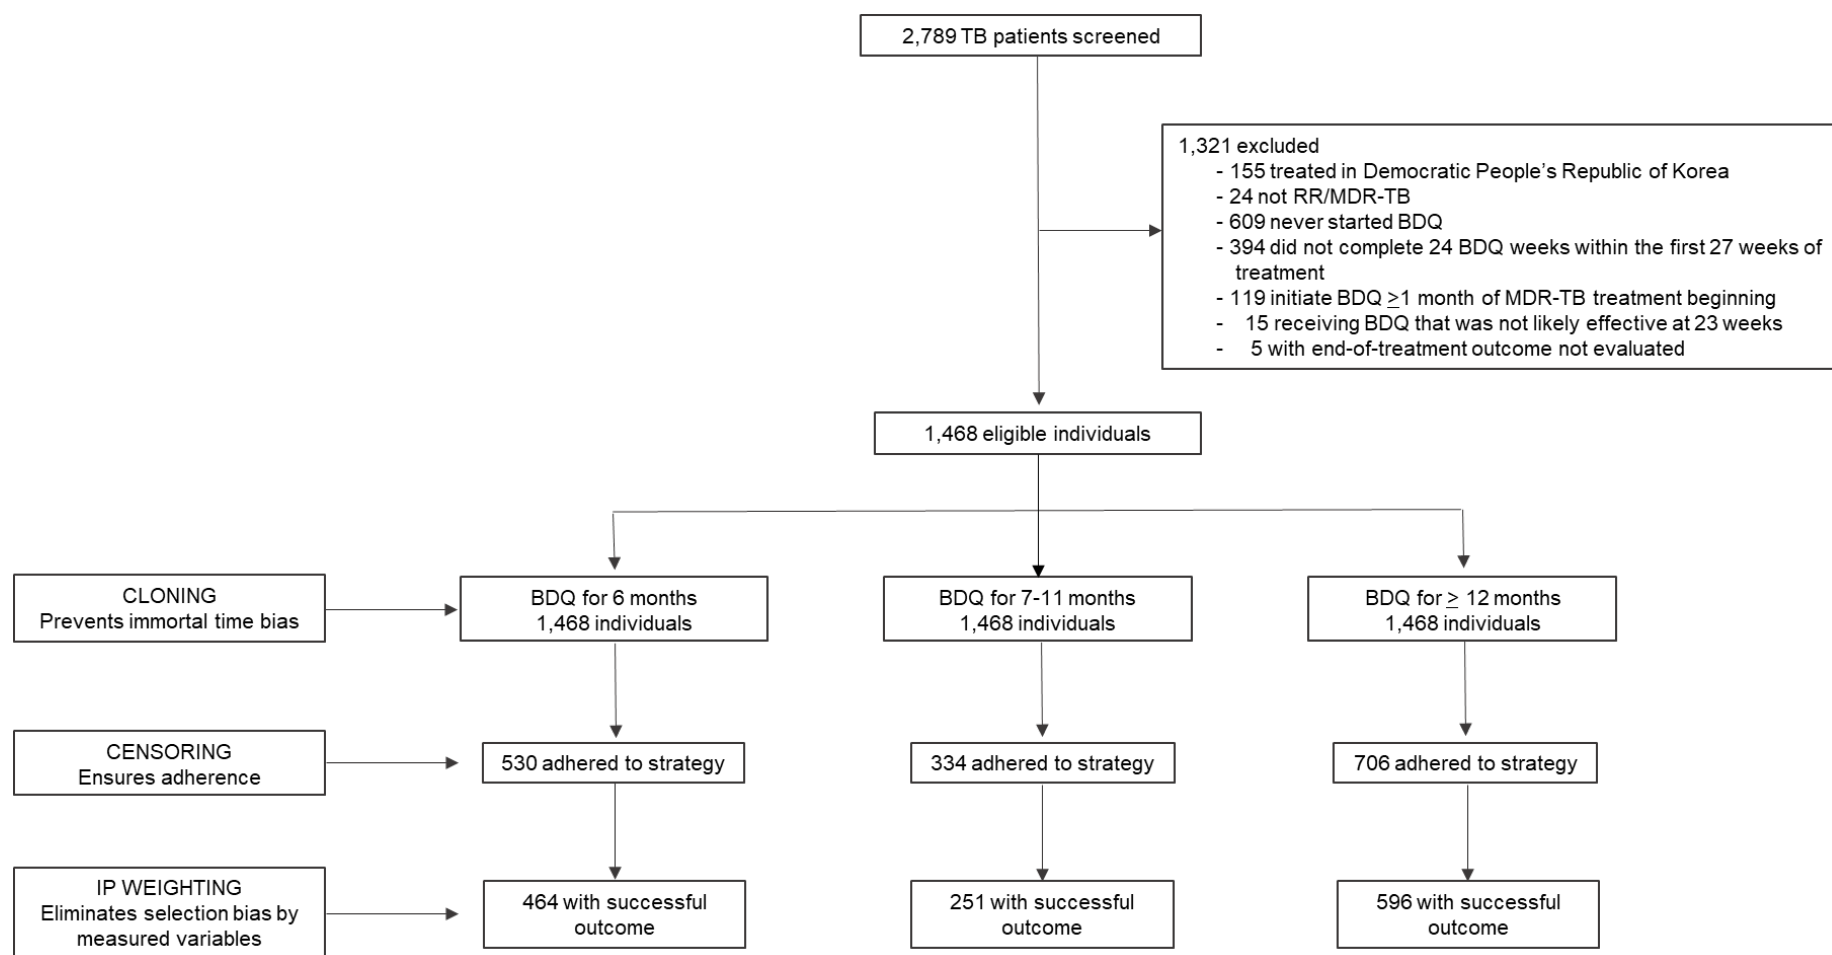 2,789 TB patients screened
1,321 excluded
- 155 treated in Democratic People's Republic of Korea
- 24 not RR/MDR-TB
- 609 never started BDQ
- 394 did not complete 24 BDQ weeks within the first 27 weeks of
treatment
- 119 initiate BDQ ≥1 month of MDR-TB treatment beginning
- 15 receiving BDQ that was not likely effective at 23 weeks
- 5 with end-of-treatment outcome not evaluated
1,468 eligible individuals
CLONING
Prevents immortal time bias
BDQ for 6 months
1,468 individuals
BDQ for 7-11 months
1,468 individuals
BDQ for ≥ 12 months
1,468 individuals
CENSORING
Ensures adherence
530 adhered to strategy
334 adhered to strategy
706 adhered to strategy
IP WEIGHTING
Eliminates selection bias by
measured variables
464 with successful
outcome
251 with successful
outcome
596 with successful
outcome